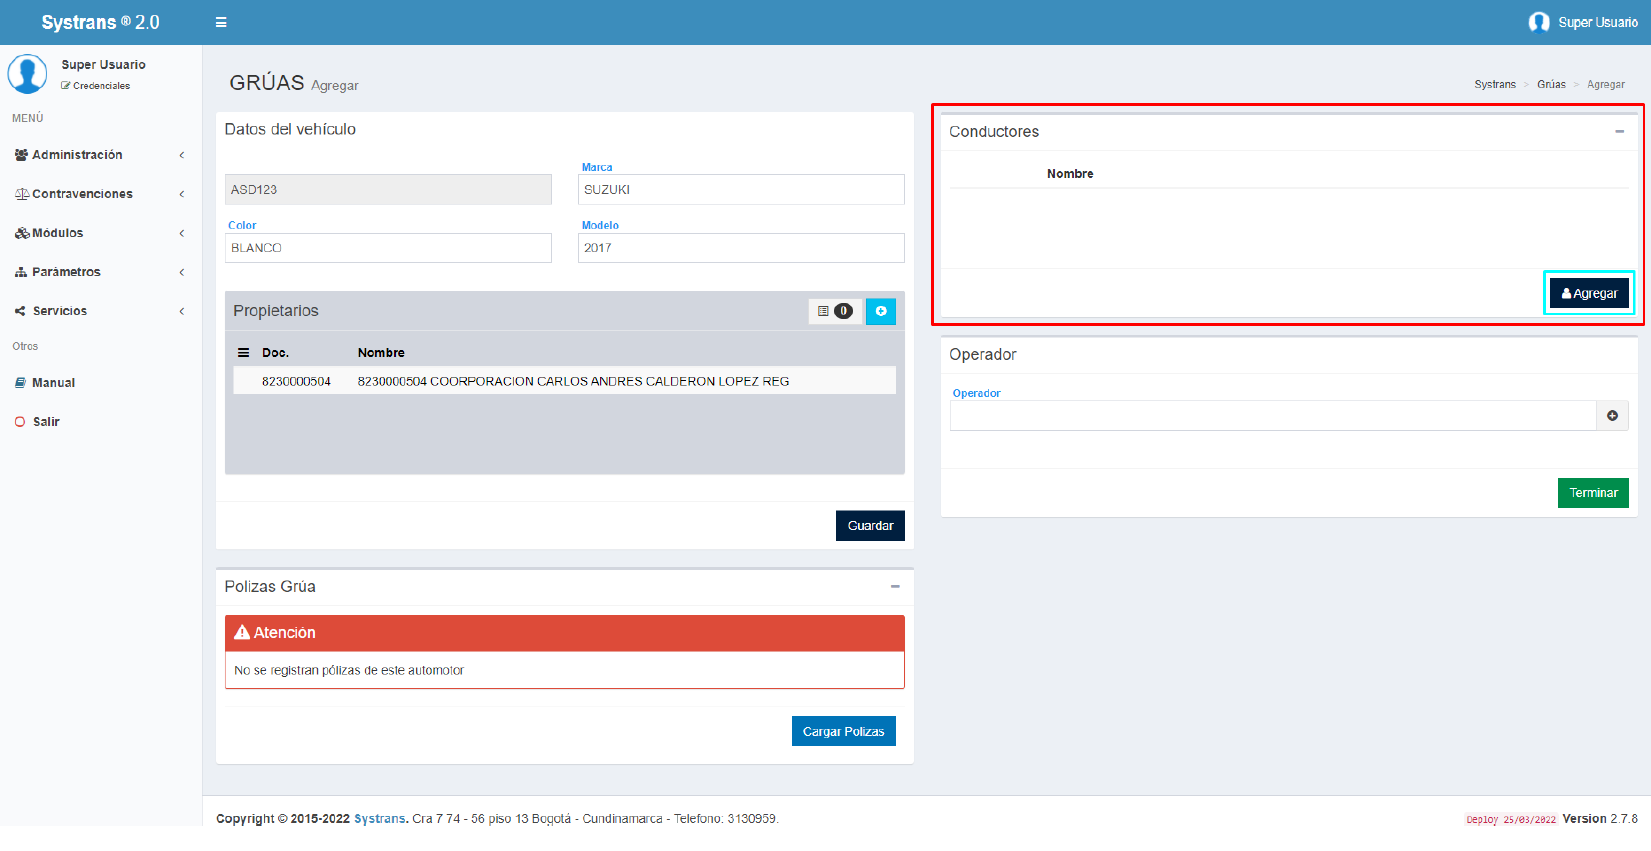 Systrans ® 2.0
Super Usuario
Super Usuario
Credenciales
MENÚ
Administración
Contravenciones
Módulos
Parámetros
Servicios
Otros
Manual
Salir
GRÚAS Agregar
Systrans > Grúas > Agregar
Datos del vehículo
ASD123
Marca
SUZUKI
Color
BLANCO
Modelo
2017
Propietarios
0
Doc. Nombre
8230000504 8230000504 COORPORACION CARLOS ANDRES CALDERON LOPEZ REG
Guardar
Polizas Grúa
Atención
No se registran pólizas de este automotor
Cargar Polizas
Conductores
Nombre
Agregar
Operador
Operador
Terminar
Copyright © 2015-2022 Systrans. Cra 7 74 - 56 piso 13 Bogotá - Cundinamarca - Telefono: 3130959.
Deploy 25/03/2022 Version 2.7.8